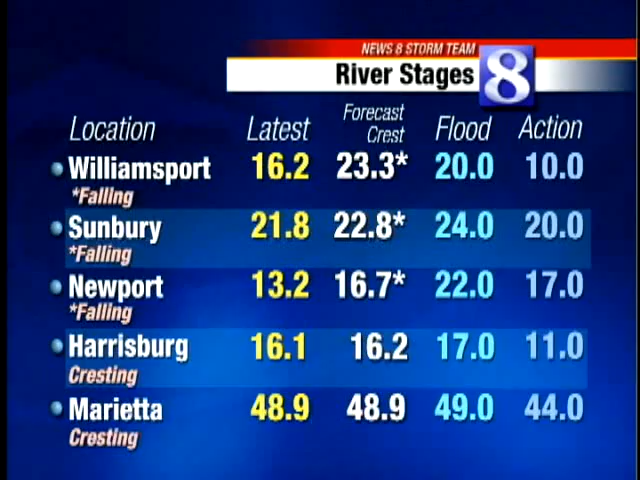 NEWS 8 STORM TEAM
River Stages 8
Location Latest Forecast Crest Flood Action
Williamsport 16.2 23.3* 20.0 10.0
*Falling
Sunbury 21.8 22.8* 24.0 20.0
*Falling
Newport 13.2 16.7* 22.0 17.0
*Falling
Harrisburg 16.1 16.2 17.0 11.0
Cresting
Marietta 48.9 48.9 49.0 44.0
Cresting